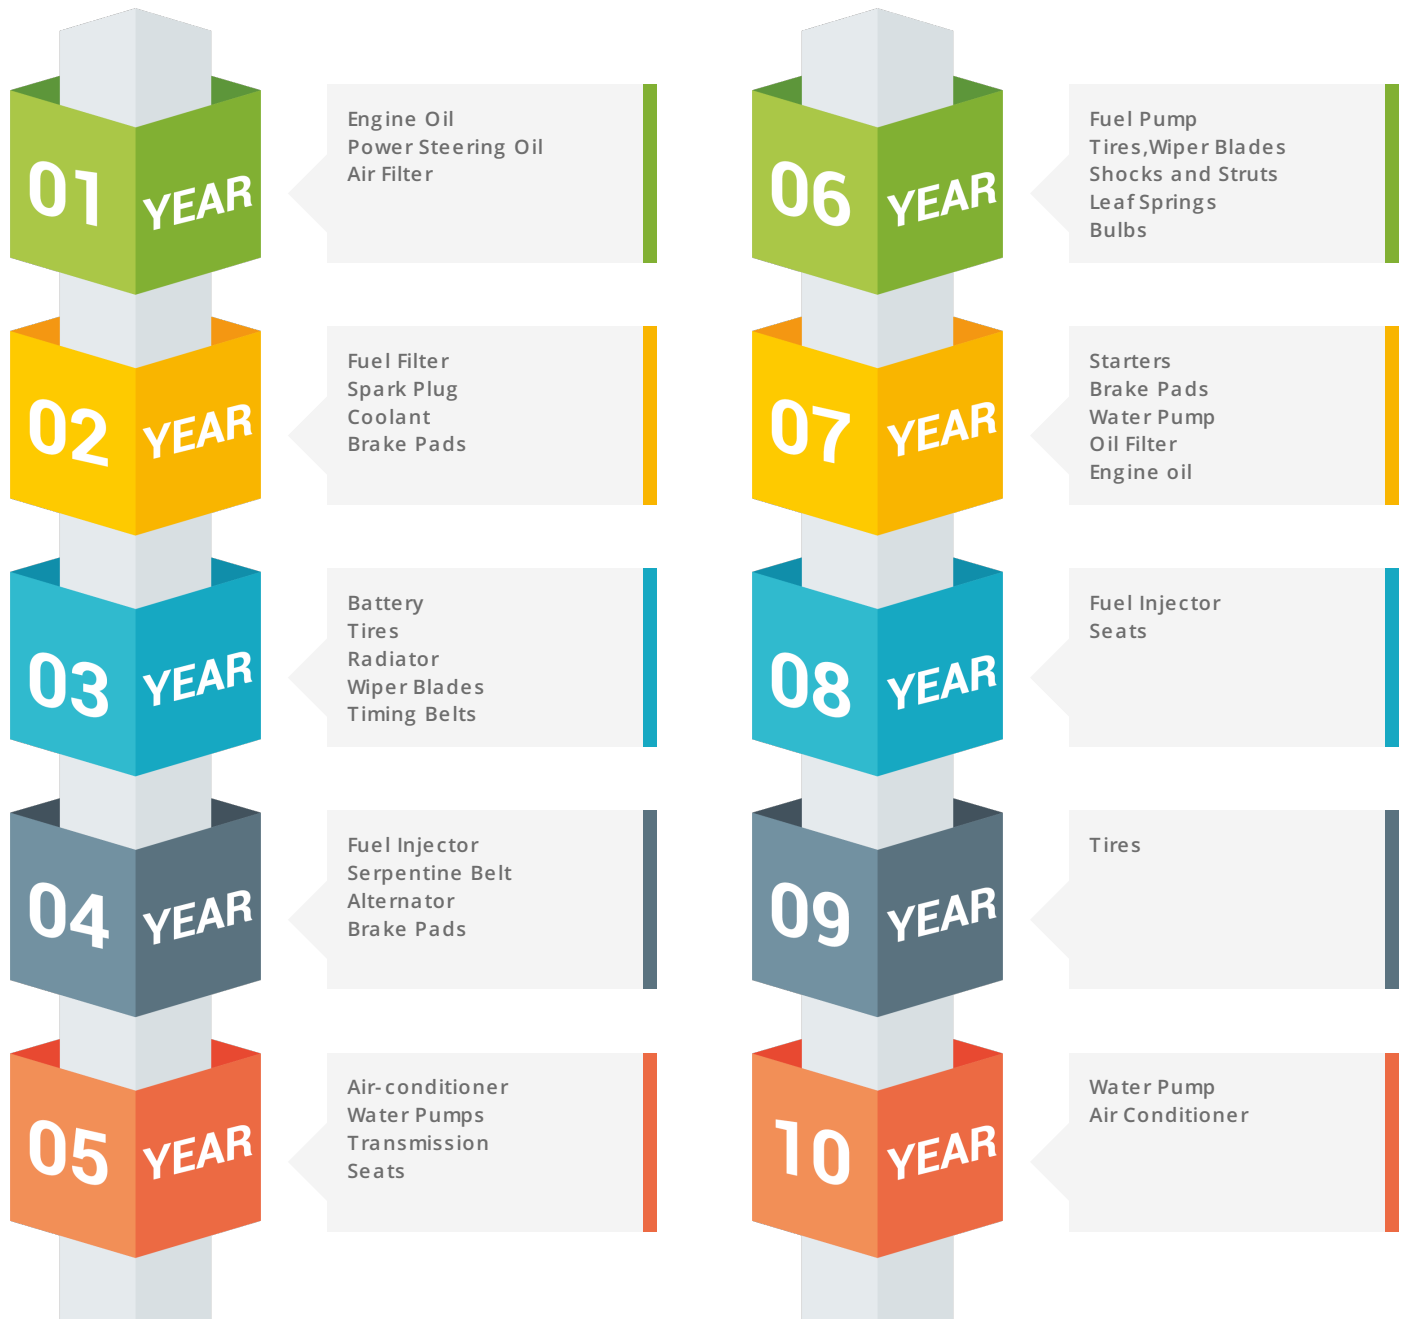 01 YEAR
Engine Oil
Power Steering Oil
Air Filter
02 YEAR
Fuel Filter
Spark Plug
Coolant
Brake Pads
03 YEAR
Battery
Tires
Radiator
Wiper Blades
Timing Belts
04 YEAR
Fuel Injector
Serpentine Belt
Alternator
Brake Pads
05 YEAR
Air-conditioner
Water Pumps
Transmission
Seats
06 YEAR
Fuel Pump
Tires,Wiper Blades
Shocks and Struts
Leaf Springs
Bulbs
07 YEAR
Starters
Brake Pads
Water Pump
Oil Filter
Engine oil
08 YEAR
Fuel Injector
Seats
09 YEAR
Tires
10 YEAR
Water Pump
Air Conditioner